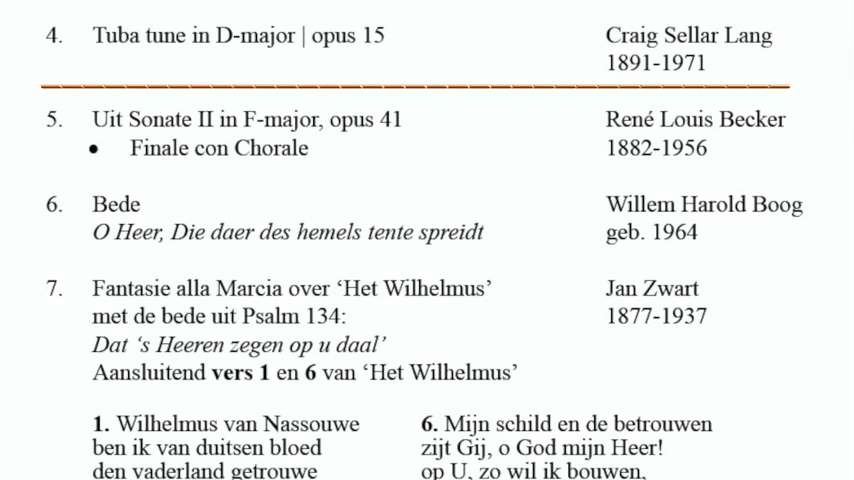 4. Tuba tune in D-major | opus 15 Craig Sellar Lang
1891-1971
5. Uit Sonate II in F-major, opus 41 René Louis Becker
• Finale con Chorale 1882-1956
6. Bede Willem Harold Boog
O Heer, Die daer des hemels tente spreidt geb. 1964
7. Fantasie alla Marcia over ‘Het Wilhelmus’ Jan Zwart
met de bede uit Psalm 134: 1877-1937
Dat ‘s Heeren zegen op u daal’
Aansluitend vers 1 en 6 van ‘Het Wilhelmus’
1. Wilhelmus van Nassouwe 6. Mijn schild en de betrouwen
ben ik van duitsen bloed zijt Gij, o God mijn Heer!
den vaderland getrouwe op U, zo wil ik bouwen,